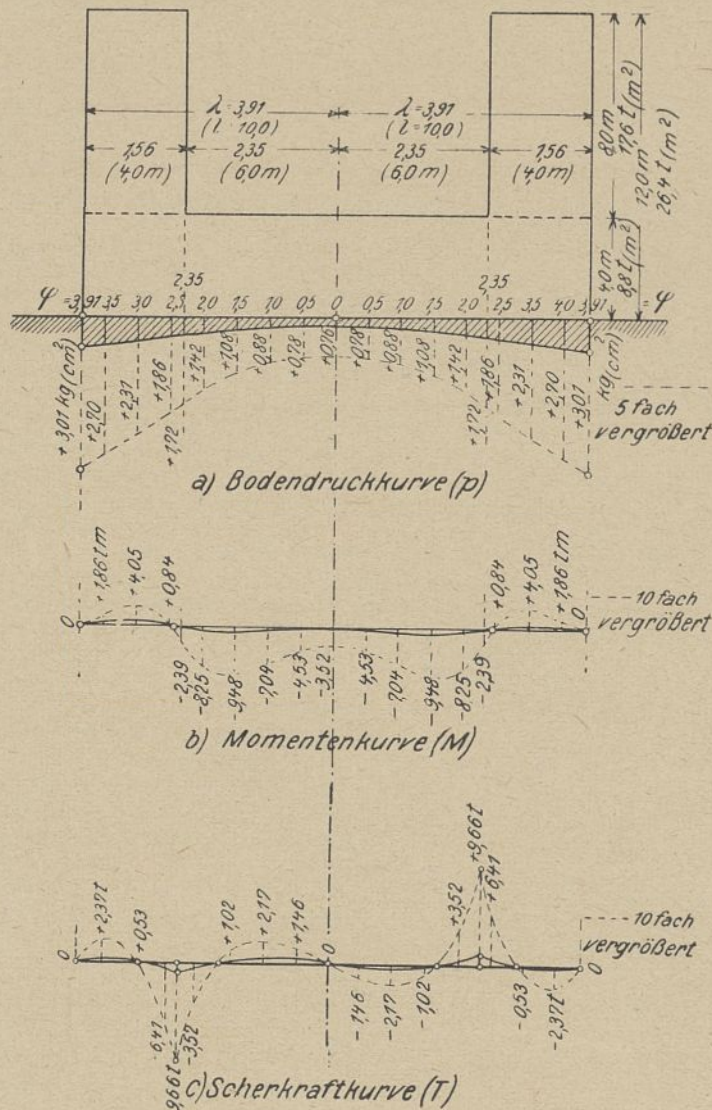 λ = 3,91
(l = 10,0)
λ = 3,91
(l = 10,0)
1,56
(4,0 m)
2,35
(6,0 m)
2,35
(6,0 m)
1,56
(4,0 m)
8,0 m
17,6 t (m²)
12,0 m
26,4 t (m²)
4,0 m
8,8 t (m²)
2,35
2,35
φ = 3,91 3,5 3,0 2,5 2,0 1,5 1,0 0,5 0 0,5 1,0 1,5 2,0 2,5 3,5 4,0 3,91 = φ
+3,01 kg (cm²)
+2,70
+2,31
+1,86
+1,72
+1,42
+1,08
+0,88
+0,78
+0,76
+0,78
+0,88
+1,08
+1,42
+1,72
+1,86
+2,31
+2,70
+3,01
kg (cm²)
5 fach
vergrößert
a) Bodendruckkurve (p)
0
+1,86 tm
+4,05
+0,84
-2,39
-8,25
-9,48
-7,04
-4,53
-3,52
-4,53
-7,04
-9,48
-8,25
-2,39
+0,84
+4,05
+1,86 tm
0
10 fach
vergrößert
b) Momentenkurve (M)
0
+2,37 t
+0,53
-6,41
9,66 t
-3,52
+1,02
+2,17
+1,46
0
-1,46
-2,17
-1,02
+3,52
+9,66 t
+6,41
-0,53
-2,37 t
0
10 fach
vergrößert
c) Scherkraftkurve (T)